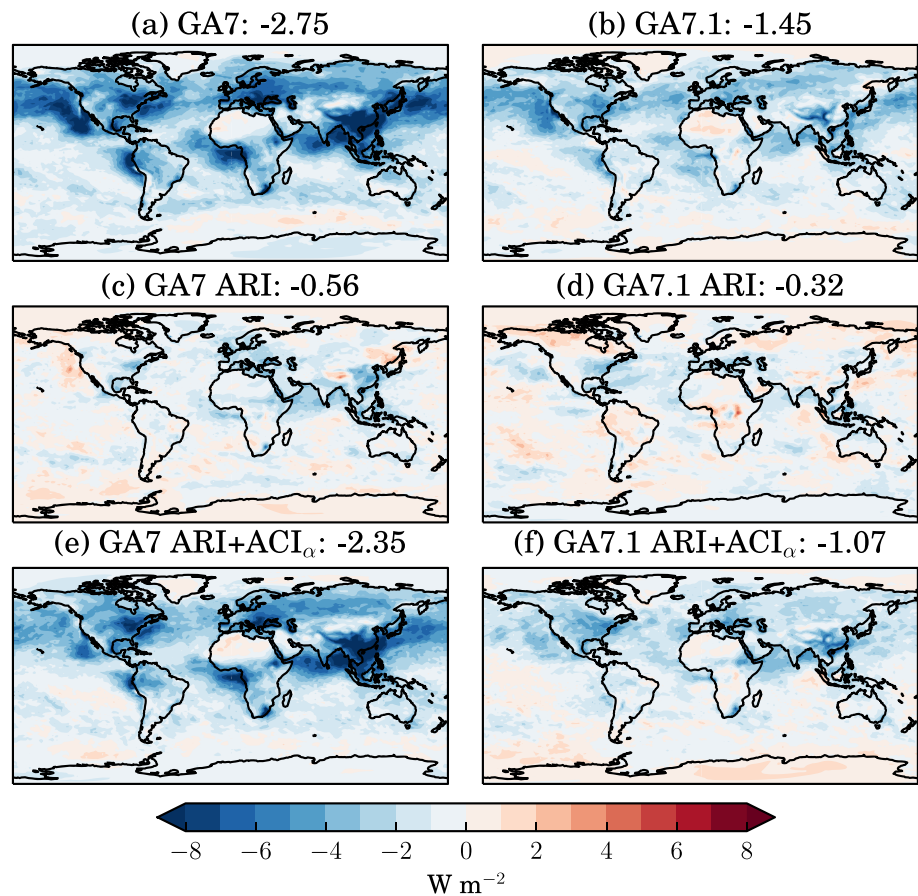 (a) GA7: -2.75
(b) GA7.1: -1.45
(c) GA7 ARI: -0.56
(d) GA7.1 ARI: -0.32
(e) GA7 ARI+ACIα: -2.35
(f) GA7.1 ARI+ACIα: -1.07
−8 −6 −4 −2 0 2 4 6 8
W m⁻²